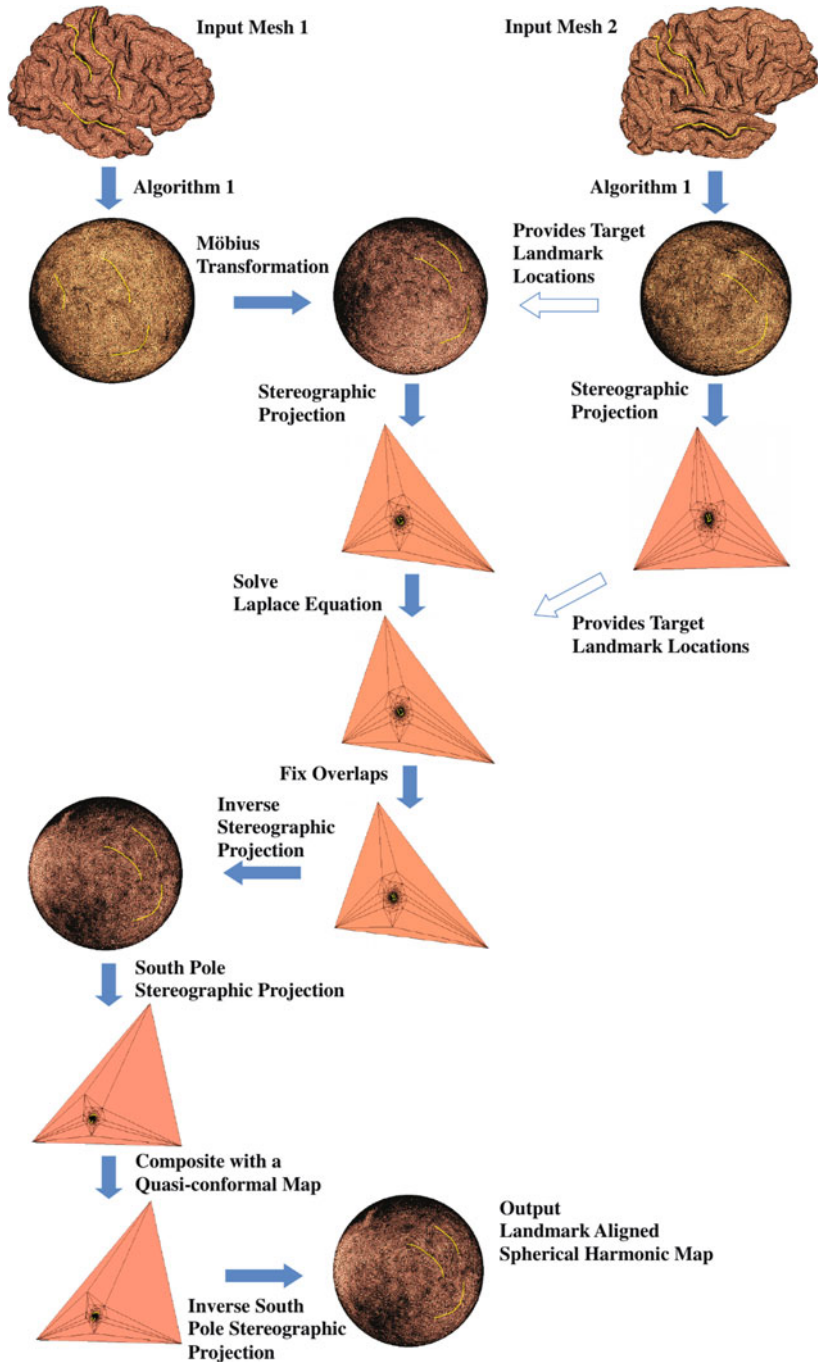 Input Mesh 1
Input Mesh 2
Algorithm 1
Algorithm 1
Möbius
Transformation
Provides Target
Landmark
Locations
Stereographic
Projection
Stereographic
Projection
Solve
Laplace Equation
Provides Target
Landmark Locations
Fix Overlaps
Inverse
Stereographic
Projection
South Pole
Stereographic Projection
Composite with a
Quasi-conformal Map
Output
Landmark Aligned
Spherical Harmonic Map
Inverse South
Pole Stereographic
Projection